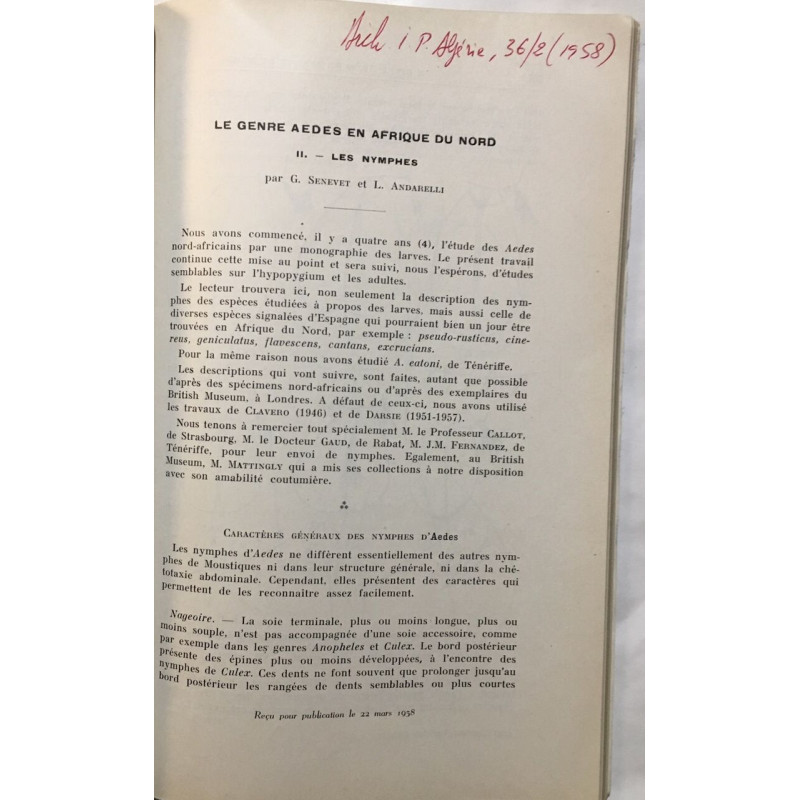 Arch i P. Algérie, 36/2 (1958)
LE GENRE AEDES EN AFRIQUE DU NORD
II. — LES NYMPHES
par G. SENEVET et L. ANDARELLI
Nous avons commencé, il y a quatre ans (4), l'étude des Aedes
nord-africains par une monographie des larves. Le présent travail
continue cette mise au point et sera suivi, nous l'espérons, d'études
semblables sur l'hypopygium et les adultes.
Le lecteur trouvera ici, non seulement la description des nym-
phes des espèces étudiées à propos des larves, mais aussi celle de
diverses espèces signalées d'Espagne qui pourraient bien un jour être
trouvées en Afrique du Nord, par exemple : pseudo-rusticus, cine-
reus, geniculatus, flavescens, cantans, excrucians.
Pour la même raison nous avons étudié A. eatoni, de Ténériffe.
Les descriptions qui vont suivre, sont faites, autant que possible
d'après des spécimens nord-africains ou d'après des exemplaires du
British Museum, à Londres. A défaut de ceux-ci, nous avons utilisé
les travaux de CLAVERO (1946) et de DARSIE (1951-1957).
Nous tenons à remercier tout spécialement M. le Professeur CALLOT,
de Strasbourg, M. le Docteur GAUD, de Rabat, M. J.M. FERNANDEZ, de
Ténériffe, pour leur envoi de nymphes. Egalement, au British
Museum, M. MATTINGLY qui a mis ses collections à notre disposition
avec son amabilité coutumière.
⁂
CARACTÈRES GÉNÉRAUX DES NYMPHES D'Aedes
Les nymphes d'Aedes ne diffèrent essentiellement des autres nym-
phes de Moustiques ni dans leur structure générale, ni dans la ché-
totaxie abdominale. Cependant, elles présentent des caractères qui
permettent de les reconnaître assez facilement.
Nageoire. — La soie terminale, plus ou moins longue, plus ou
moins souple, n'est pas accompagnée d'une soie accessoire, comme
par exemple dans les genres Anopheles et Culex. Le bord postérieur
présente des épines plus ou moins développées, à l'encontre des
nymphes de Culex. Ces dents ne font souvent que prolonger jusqu'au
bord postérieur les rangées de dents semblables ou plus courtes
Reçu pour publication le 22 mars 1958